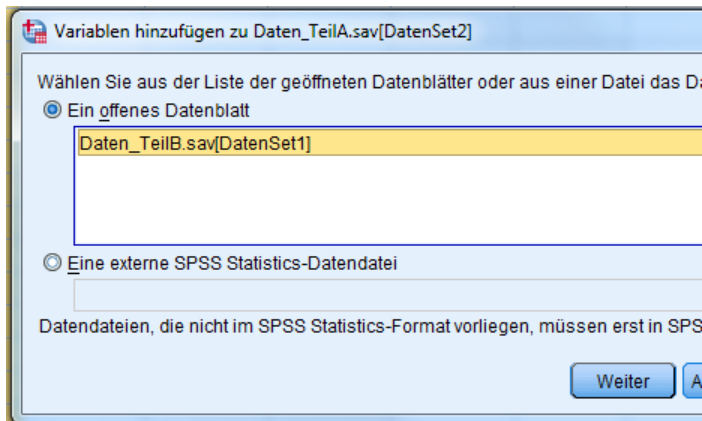 Variablen hinzufügen zu Daten_TeilA.sav[DatenSet2]
Wählen Sie aus der Liste der geöffneten Datenblätter oder aus einer Datei das
Ein offenes Datenblatt
Daten_TeilB.sav[DatenSet1]
Eine externe SPSS Statistics-Datendatei
Datendateien, die nicht im SPSS Statistics-Format vorliegen, müssen erst in
Weiter